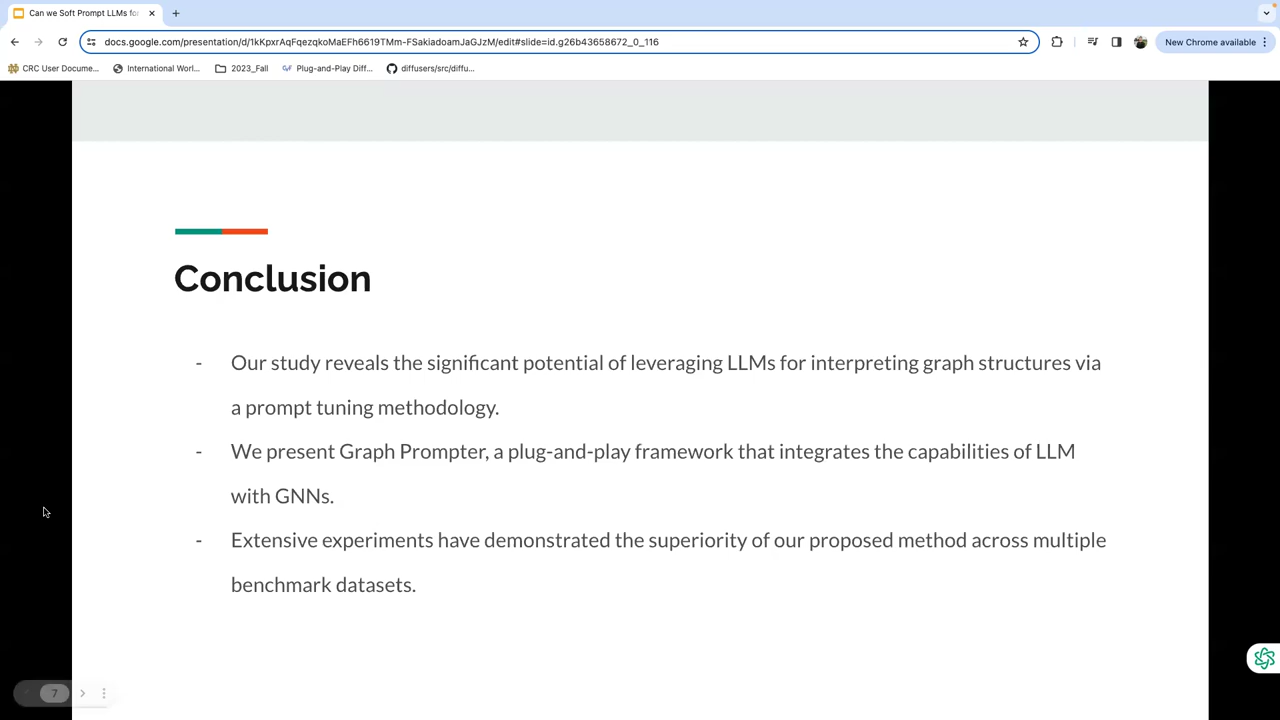 Can we Soft Prompt LLMs for
docs.google.com/presentation/d/1kKpxrAqFqezqkoMaEFh6619TMm-FSakiadoamJaGJzM/edit#slide=id.g26b43658672_0_116
New Chrome available
CRC User Docume...
International Worl...
2023_Fall
Plug-and-Play Diff...
diffusers/src/diffu...
Conclusion
- Our study reveals the significant potential of leveraging LLMs for interpreting graph structures via
a prompt tuning methodology.
- We present Graph Prompter, a plug-and-play framework that integrates the capabilities of LLM
with GNNs.
- Extensive experiments have demonstrated the superiority of our proposed method across multiple
benchmark datasets.
7